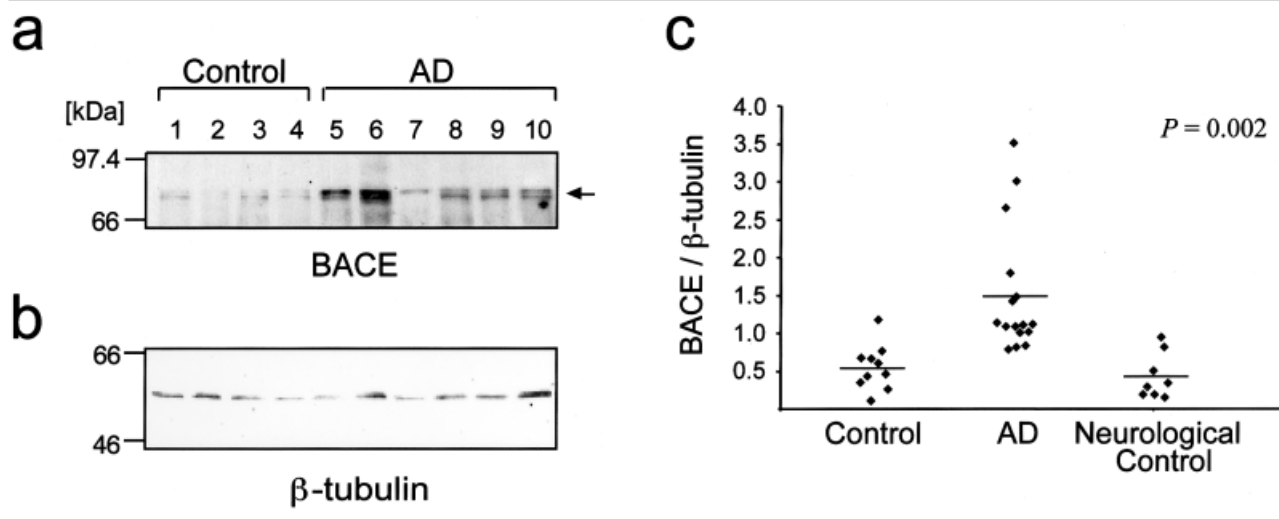 a
Control AD
[kDa]
1 2 3 4 5 6 7 8 9 10
97.4
66
BACE
b
66
46
β-tubulin
c
BACE / β-tubulin
4.0
3.5
3.0
2.5
2.0
1.5
1.0
0.5
P = 0.002
Control AD Neurological
Control